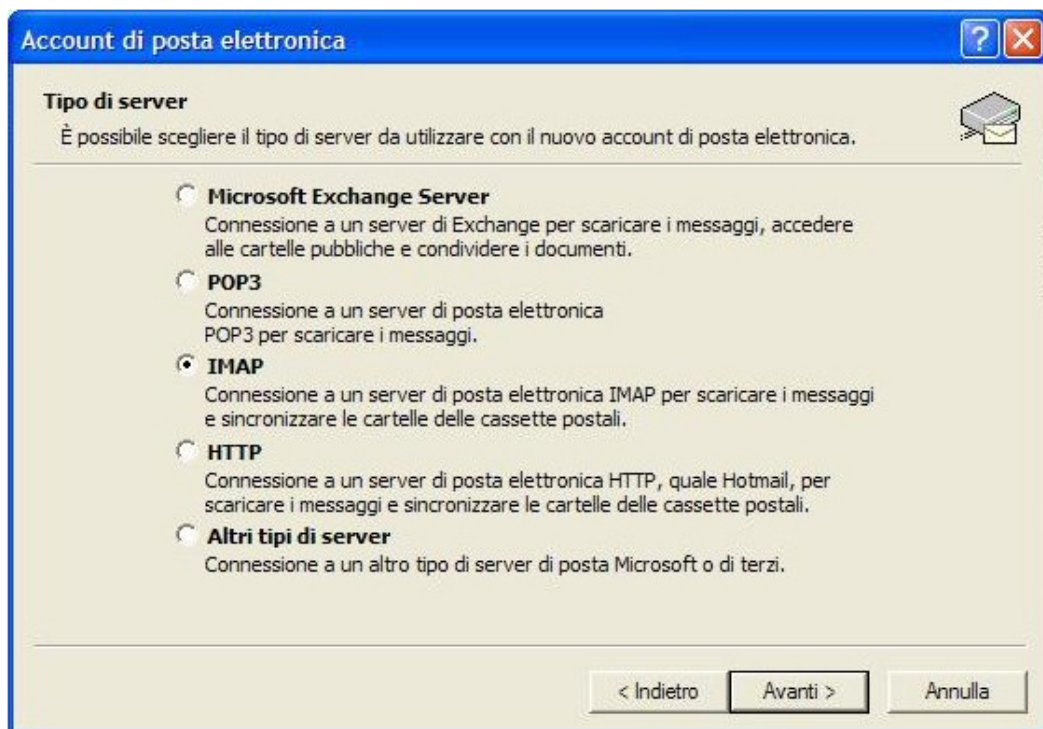 Account di posta elettronica
Tipo di server
È possibile scegliere il tipo di server da utilizzare con il nuovo account di posta elettronica.
Microsoft Exchange Server
Connessione a un server di Exchange per scaricare i messaggi, accedere
alle cartelle pubbliche e condividere i documenti.
POP3
Connessione a un server di posta elettronica
POP3 per scaricare i messaggi.
IMAP
Connessione a un server di posta elettronica IMAP per scaricare i messaggi
e sincronizzare le cartelle delle cassette postali.
HTTP
Connessione a un server di posta elettronica HTTP, quale Hotmail, per
scaricare i messaggi e sincronizzare le cartelle delle cassette postali.
Altri tipi di server
Connessione a un altro tipo di server di posta Microsoft o di terzi.
< Indietro
Avanti >
Annulla